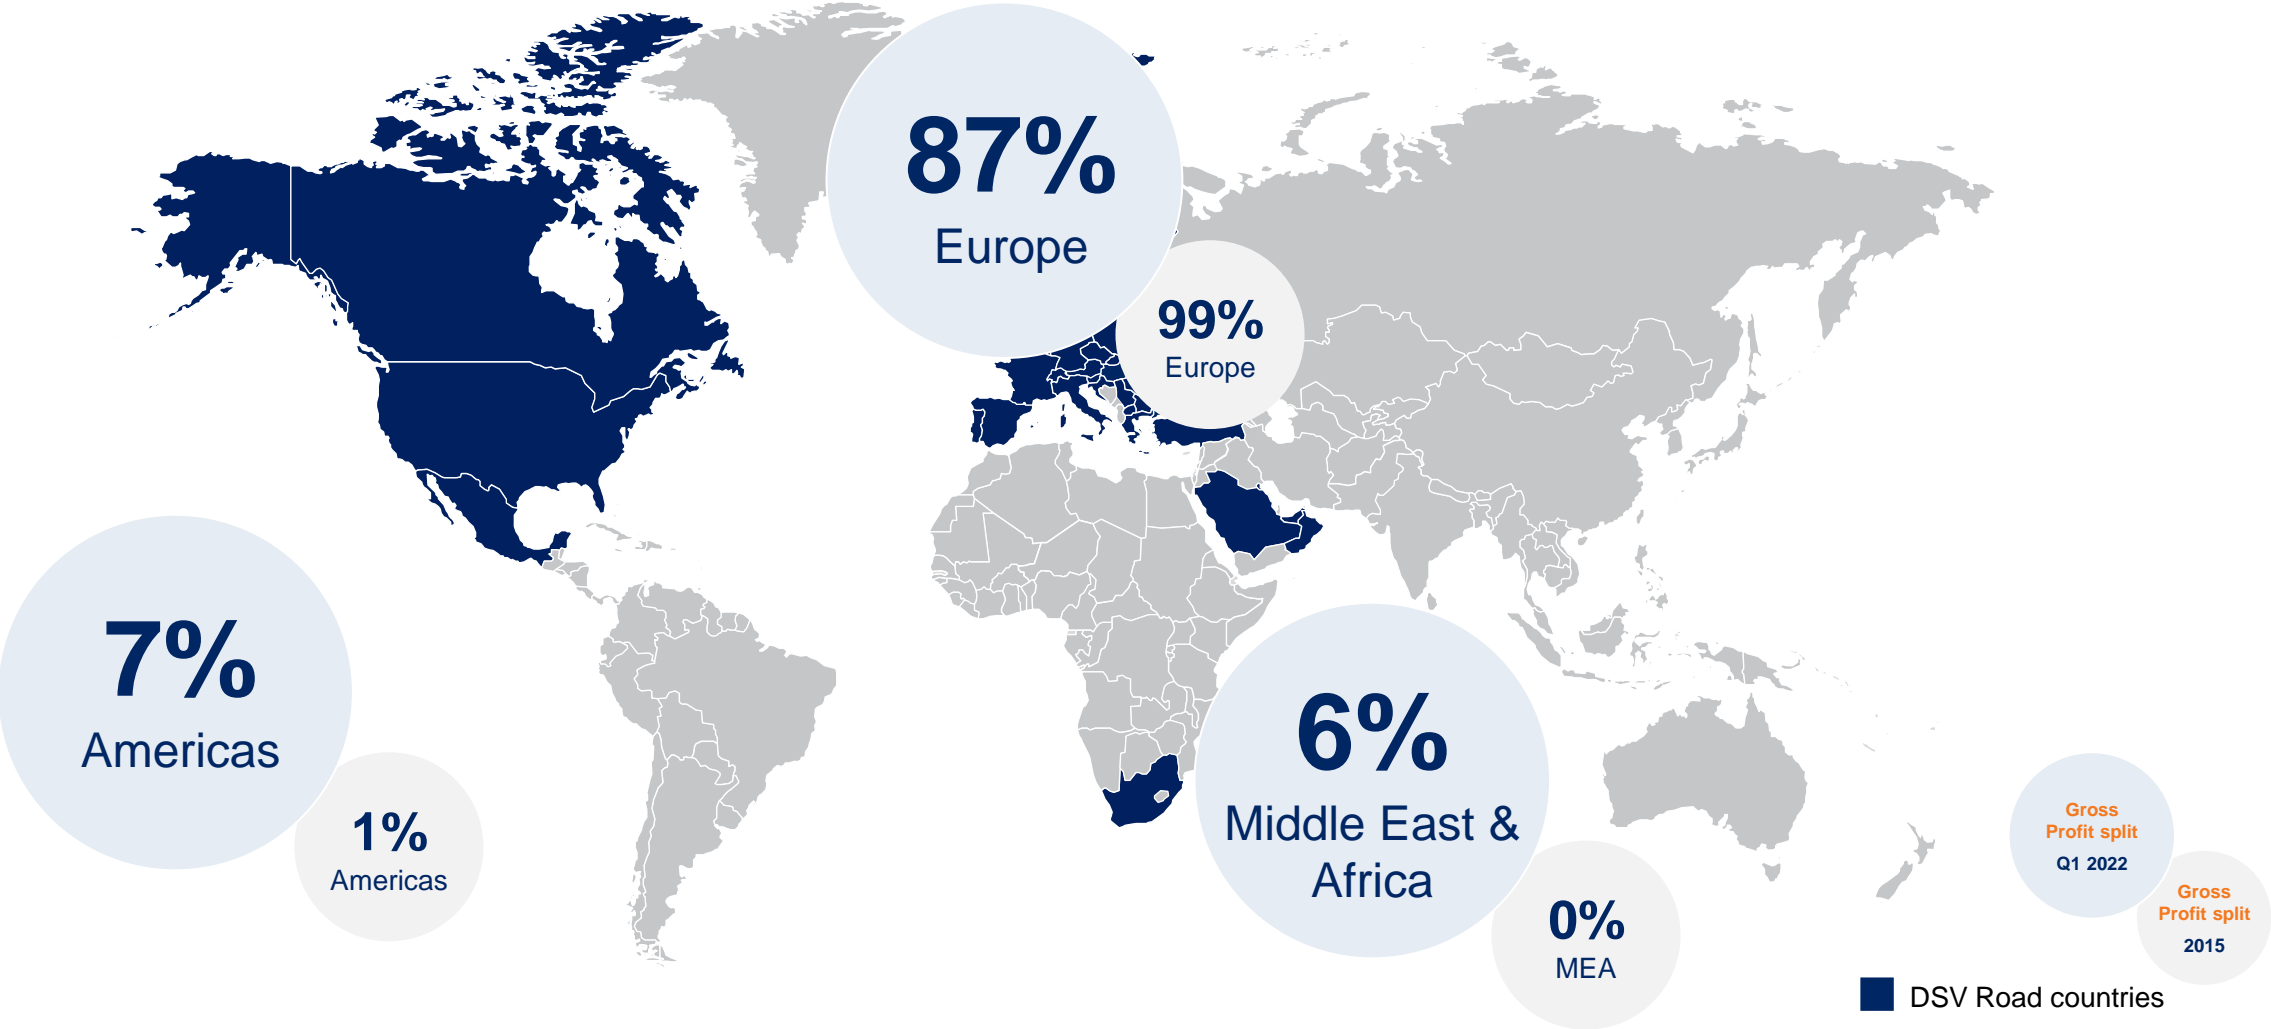 87%
Europe
99%
Europe
7%
Americas
1%
Americas
6%
Middle East &
Africa
0%
MEA
Gross
Profit split
Q1 2022
Gross
Profit split
2015
DSV Road countries